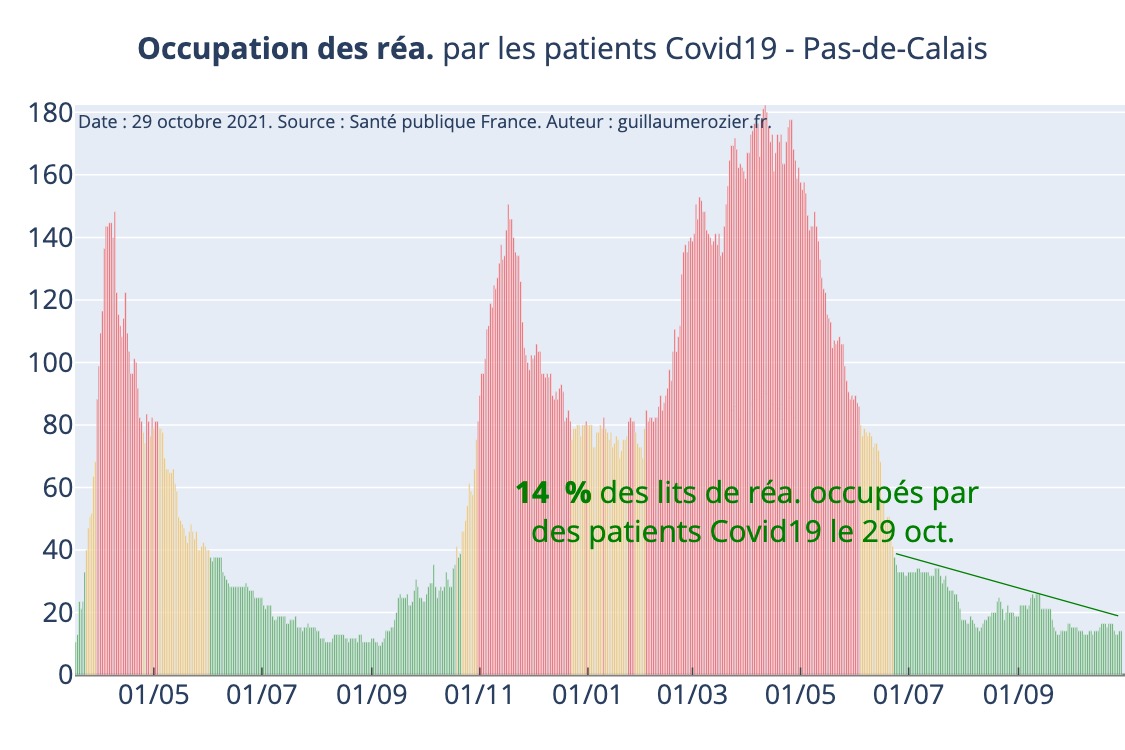 Occupation des réa. par les patients Covid19 - Pas-de-Calais
180
Date : 29 octobre 2021. Source : Santé publique France. Auteur : guillaumerozier.fr.
160
140
120
100
80
60
14 % des lits de réa. occupés par
des patients Covid19 le 29 oct.
40
20
0
01/05 01/07 01/09 01/11 01/01 01/03 01/05 01/07 01/09